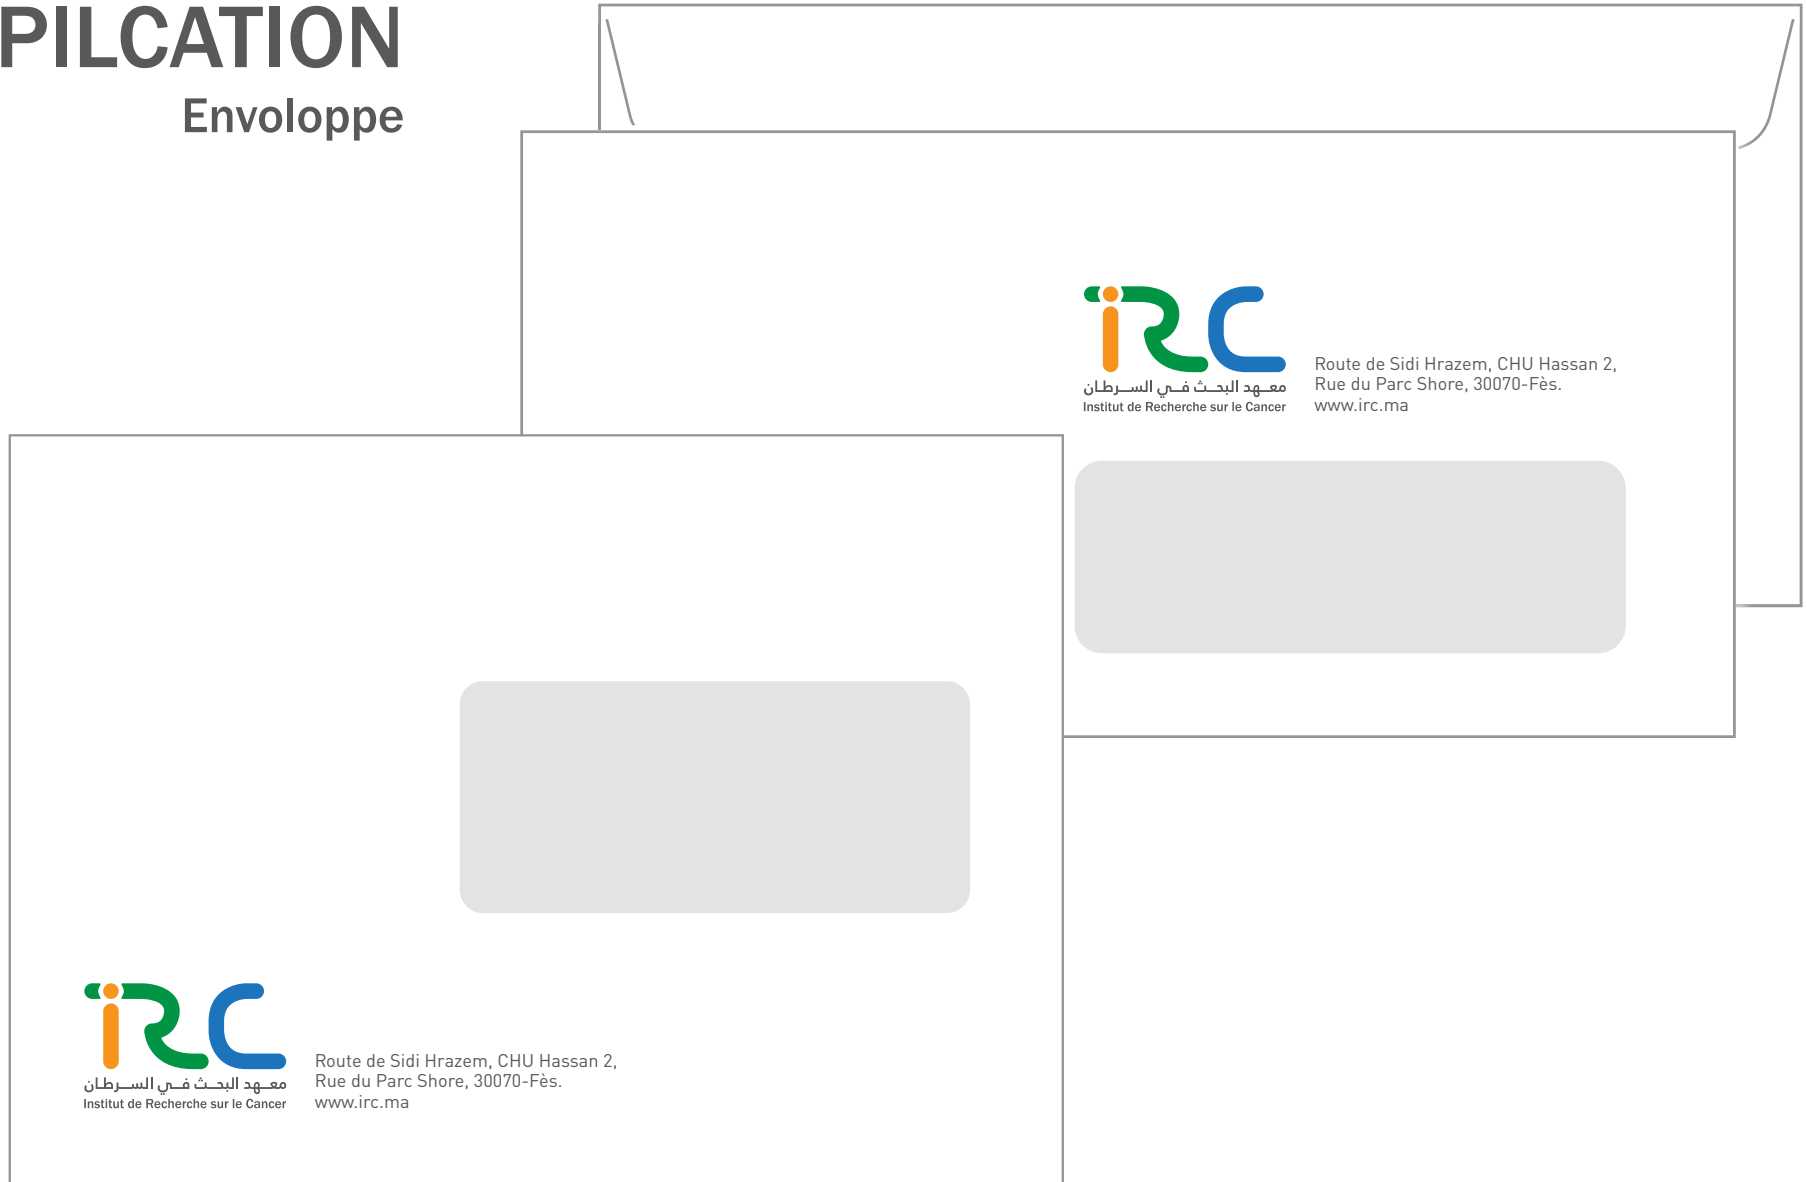 PILCATION
Envoloppe
iRC
معهد البحث في السرطان
Institut de Recherche sur le Cancer
Route de Sidi Hrazem, CHU Hassan 2,
Rue du Parc Shore, 30070-Fès.
www.irc.ma
iRC
معهد البحث في السرطان
Institut de Recherche sur le Cancer
Route de Sidi Hrazem, CHU Hassan 2,
Rue du Parc Shore, 30070-Fès.
www.irc.ma